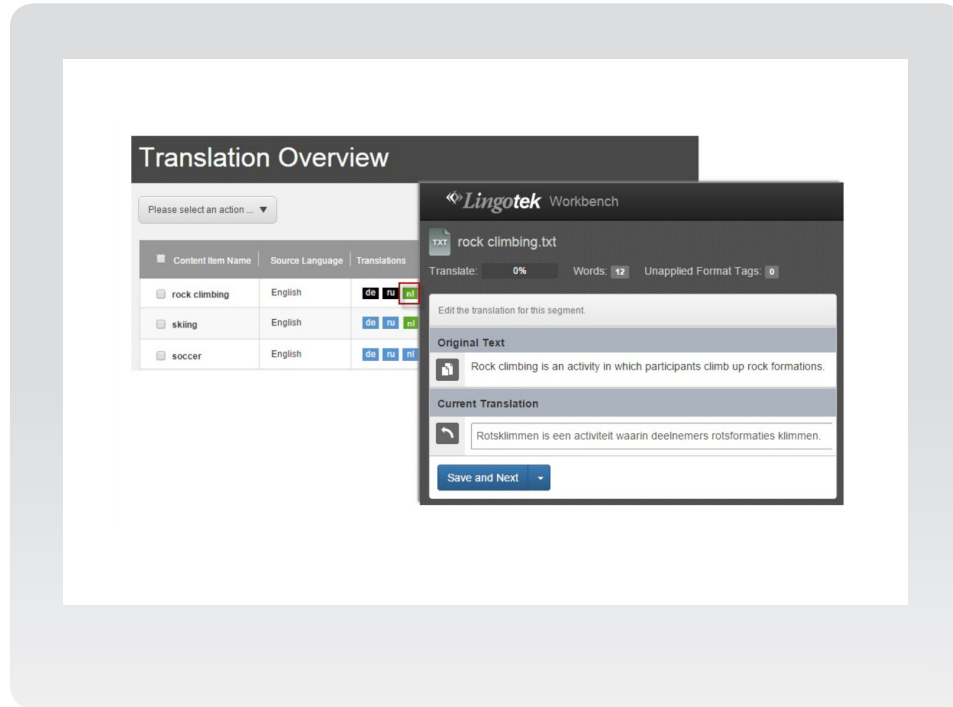 Translation Overview
Please select an action ...
Content Item Name Source Language Translations
rock climbing English de ru nl
skiing English de ru nl
soccer English de ru nl
Lingotek Workbench
TXT rock climbing.txt
Translate: 0% Words: 12 Unapplied Format Tags: 0
Edit the translation for this segment.
Original Text
Rock climbing is an activity in which participants climb up rock formations.
Current Translation
Rotsklimmen is een activiteit waarin deelnemers rotsformaties klimmen.
Save and Next